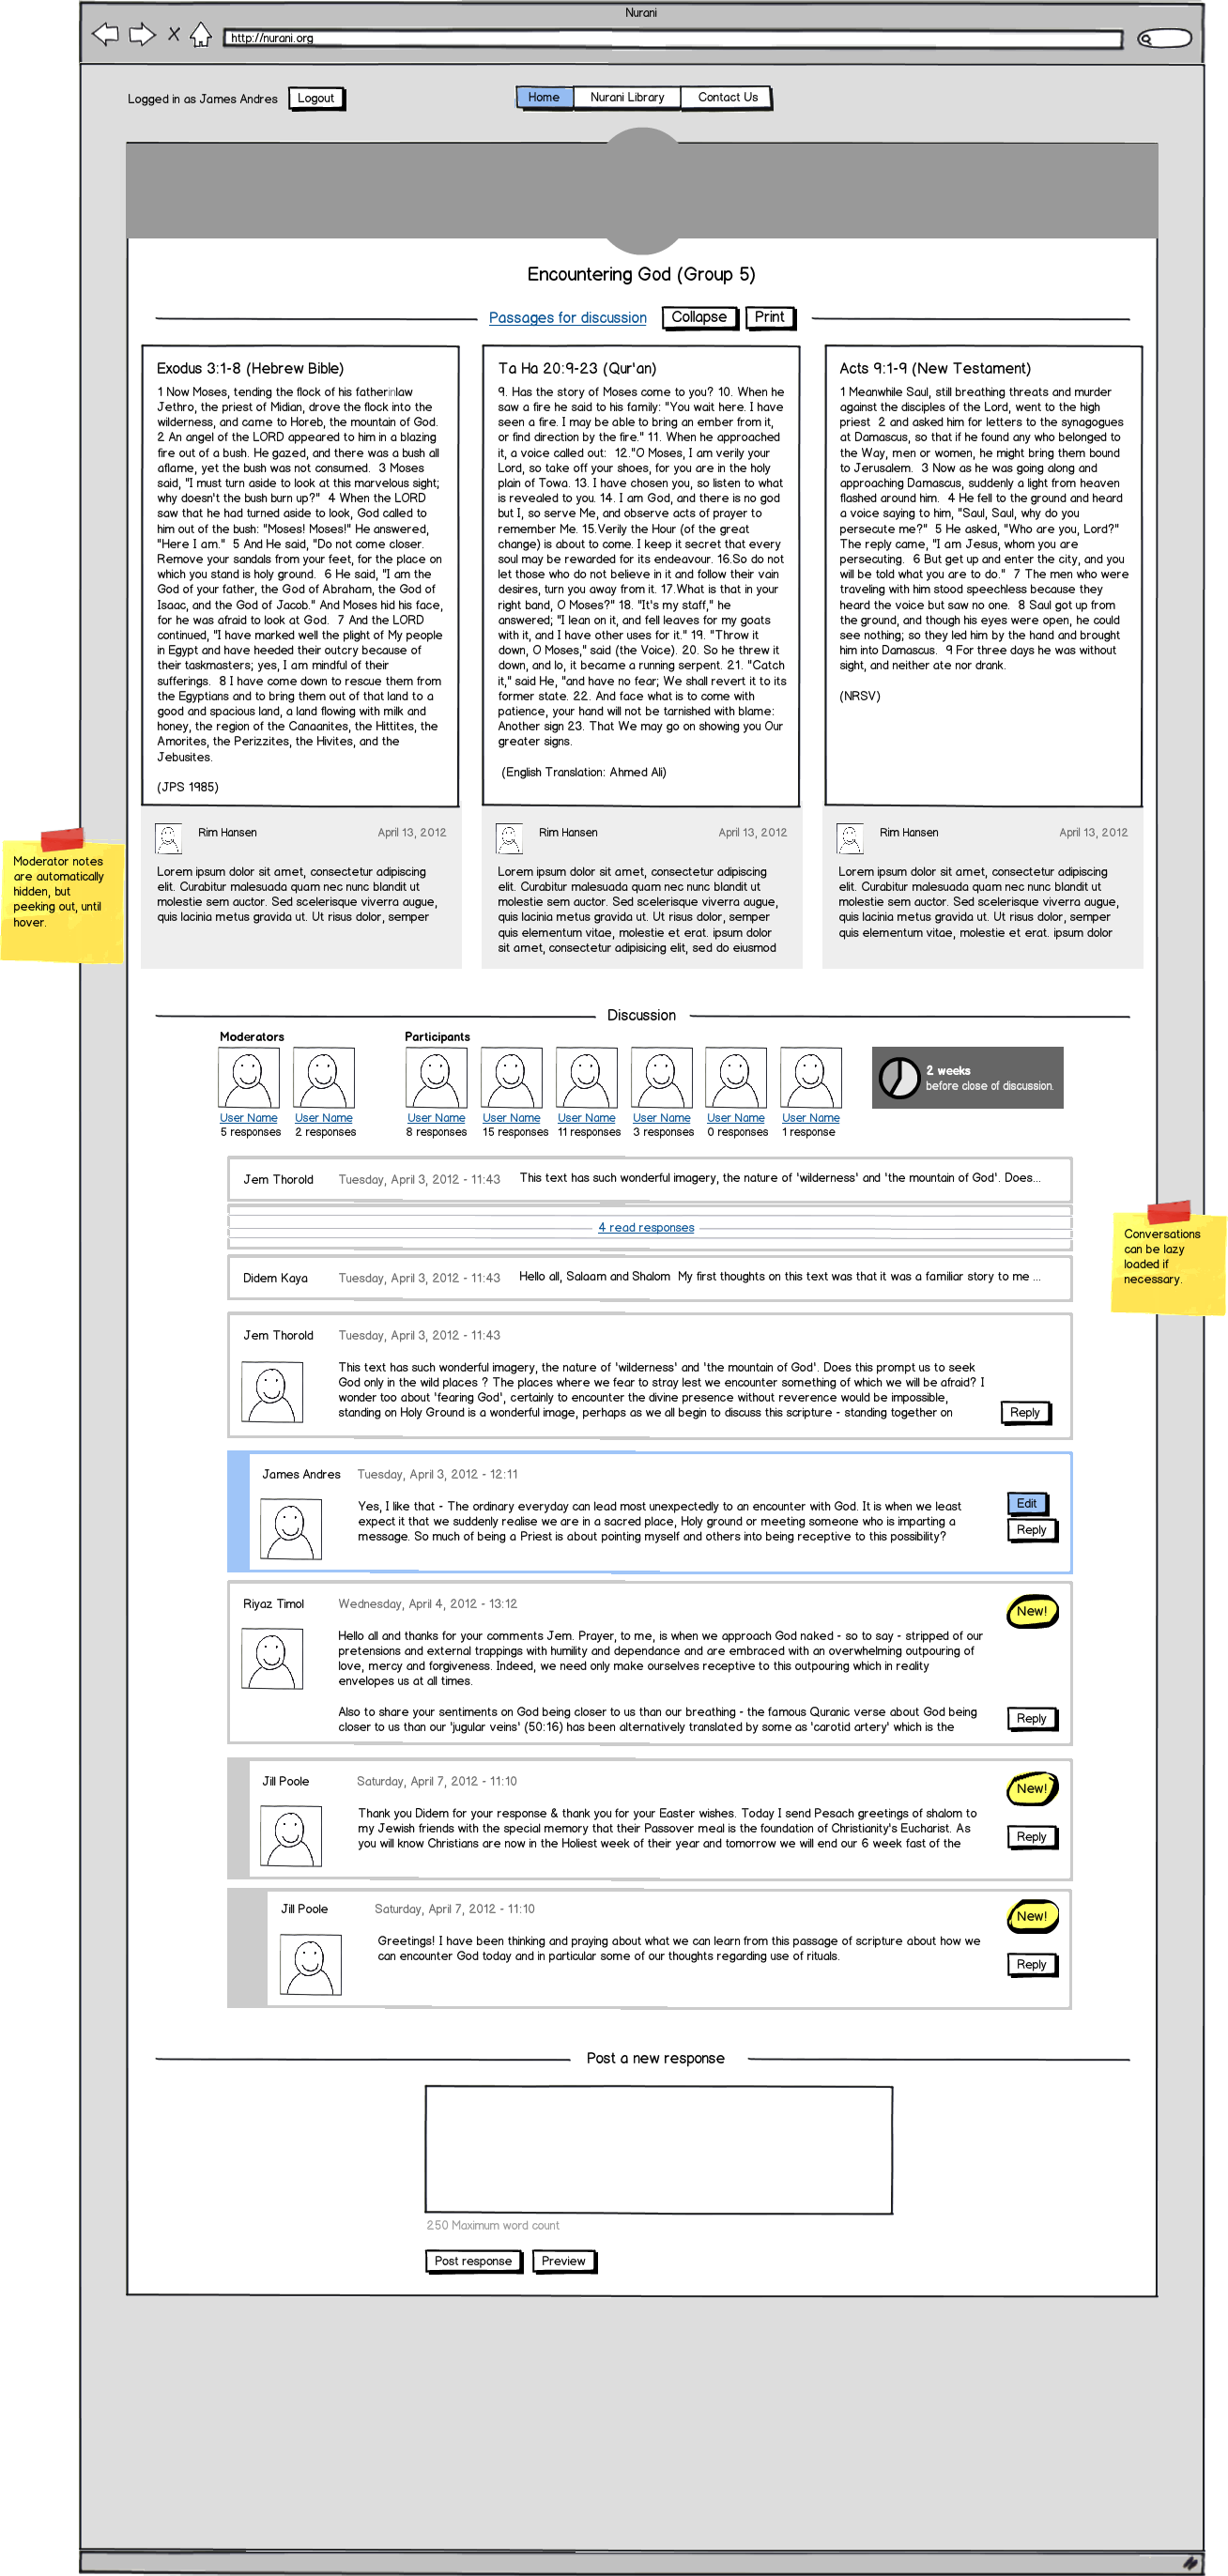 Nurani
http://nurani.org
Logged in as James Andres
Logout
Home
Nurani Library
Contact Us
Encountering God (Group 5)
Passages for discussion
Collapse
Print
Exodus 3:1-8 (Hebrew Bible)
1 Now Moses, tending the flock of his fatherinlaw
Jethro, the priest of Midian, drove the flock into the
wilderness, and came to Horeb, the mountain of God.
2 An angel of the LORD appeared to him in a blazing
fire out of a bush. He gazed, and there was a bush all
aflame, yet the bush was not consumed.  3 Moses
said, "I must turn aside to look at this marvelous sight;
why doesn't the bush burn up?"  4 When the LORD
saw that he had turned aside to look, God called to
him out of the bush: "Moses! Moses!" He answered,
"Here I am."  5 And He said, "Do not come closer.
Remove your sandals from your feet, for the place on
which you stand is holy ground.  6 He said, "I am the
God of your father, the God of Abraham, the God of
Isaac, and the God of Jacob." And Moses hid his face,
for he was afraid to look at God.  7 And the LORD
continued, "I have marked well the plight of My people
in Egypt and have heeded their outcry because of
their taskmasters; yes, I am mindful of their
sufferings.  8 I have come down to rescue them from
the Egyptians and to bring them out of that land to a
good and spacious land, a land flowing with milk and
honey, the region of the Canaanites, the Hittites, the
Amorites, the Perizzites, the Hivites, and the
Jebusites.
(JPS 1985)
Ta Ha 20:9-23 (Qur'an)
9. Has the story of Moses come to you? 10. When he
saw a fire he said to his family: "You wait here. I have
seen a fire. I may be able to bring an ember from it,
or find direction by the fire." 11. When he approached
it, a voice called out:  12."O Moses, I am verily your
Lord, so take off your shoes, for you are in the holy
plain of Towa. 13. I have chosen you, so listen to what
is revealed to you. 14. I am God, and there is no god
but I, so serve Me, and observe acts of prayer to
remember Me. 15.Verily the Hour (of the great
change) is about to come. I keep it secret that every
soul may be rewarded for its endeavour. 16.So do not
let those who do not believe in it and follow their vain
desires, turn you away from it. 17.What is that in your
right band, O Moses?" 18. "It's my staff," he
answered; "I lean on it, and fell leaves for my goats
with it, and I have other uses for it." 19. "Throw it
down, O Moses," said (the Voice). 20. So he threw it
down, and lo, it became a running serpent. 21. "Catch
it," said He, "and have no fear; We shall revert it to its
former state. 22. And face what is to come with
patience, your hand will not be tarnished with blame:
Another sign 23. That We may go on showing you Our
greater signs.
(English Translation: Ahmed Ali)
Acts 9:1-9 (New Testament)
1 Meanwhile Saul, still breathing threats and murder
against the disciples of the Lord, went to the high
priest  2 and asked him for letters to the synagogues
at Damascus, so that if he found any who belonged to
the Way, men or women, he might bring them bound
to Jerusalem.  3 Now as he was going along and
approaching Damascus, suddenly a light from heaven
flashed around him.  4 He fell to the ground and heard
a voice saying to him, "Saul, Saul, why do you
persecute me?"  5 He asked, "Who are you, Lord?"
The reply came, "I am Jesus, whom you are
persecuting.  6 But get up and enter the city, and you
will be told what you are to do."  7 The men who were
traveling with him stood speechless because they
heard the voice but saw no one.  8 Saul got up from
the ground, and though his eyes were open, he could
see nothing; so they led him by the hand and brought
him into Damascus.  9 For three days he was without
sight, and neither ate nor drank.
(NRSV)
Moderator notes
are automatically
hidden, but
peeking out, until
hover.
Rim Hansen
April 13, 2012
Lorem ipsum dolor sit amet, consectetur adipiscing
elit. Curabitur malesuada quam nec nunc blandit ut
molestie sem auctor. Sed scelerisque viverra augue,
quis lacinia metus gravida ut. Ut risus dolor, semper
Rim Hansen
April 13, 2012
Lorem ipsum dolor sit amet, consectetur adipiscing
elit. Curabitur malesuada quam nec nunc blandit ut
molestie sem auctor. Sed scelerisque viverra augue,
quis lacinia metus gravida ut. Ut risus dolor, semper
quis elementum vitae, molestie et erat. ipsum dolor
sit amet, consectetur adipisicing elit, sed do eiusmod
Rim Hansen
April 13, 2012
Lorem ipsum dolor sit amet, consectetur adipiscing
elit. Curabitur malesuada quam nec nunc blandit ut
molestie sem auctor. Sed scelerisque viverra augue,
quis lacinia metus gravida ut. Ut risus dolor, semper
quis elementum vitae, molestie et erat. ipsum dolor
Discussion
Moderators
User Name
5 responses
User Name
2 responses
Participants
User Name
8 responses
User Name
15 responses
User Name
11 responses
User Name
3 responses
User Name
0 responses
User Name
1 response
2 weeks
before close of discussion.
Jem Thorold
Tuesday, April 3, 2012 - 11:43
This text has such wonderful imagery, the nature of 'wilderness' and 'the mountain of God'. Does...
4 read responses
Didem Kaya
Tuesday, April 3, 2012 - 11:43
Hello all, Salaam and Shalom  My first thoughts on this text was that it was a familiar story to me ...
Conversations
can be lazy
loaded if
necessary.
Jem Thorold
Tuesday, April 3, 2012 - 11:43
This text has such wonderful imagery, the nature of 'wilderness' and 'the mountain of God'. Does this prompt us to seek
God only in the wild places ? The places where we fear to stray lest we encounter something of which we will be afraid? I
wonder too about 'fearing God', certainly to encounter the divine presence without reverence would be impossible,
standing on Holy Ground is a wonderful image, perhaps as we all begin to discuss this scripture - standing together on
Reply
James Andres
Tuesday, April 3, 2012 - 12:11
Yes, I like that - The ordinary everyday can lead most unexpectedly to an encounter with God. It is when we least
expect it that we suddenly realise we are in a sacred place, Holy ground or meeting someone who is imparting a
message. So much of being a Priest is about pointing myself and others into being receptive to this possibility?
Edit
Reply
Riyaz Timol
Wednesday, April 4, 2012 - 13:12
New!
Hello all and thanks for your comments Jem. Prayer, to me, is when we approach God naked - so to say - stripped of our
pretensions and external trappings with humility and dependance and are embraced with an overwhelming outpouring of
love, mercy and forgiveness. Indeed, we need only make ourselves receptive to this outpouring which in reality
envelopes us at all times.
Also to share your sentiments on God being closer to us than our breathing - the famous Quranic verse about God being
closer to us than our 'jugular veins' (50:16) has been alternatively translated by some as 'carotid artery' which is the
Reply
Jill Poole
Saturday, April 7, 2012 - 11:10
New!
Thank you Didem for your response & thank you for your Easter wishes. Today I send Pesach greetings of shalom to
my Jewish friends with the special memory that their Passover meal is the foundation of Christianity's Eucharist. As
you will know Christians are now in the Holiest week of their year and tomorrow we will end our 6 week fast of the
Reply
Jill Poole
Saturday, April 7, 2012 - 11:10
New!
Greetings! I have been thinking and praying about what we can learn from this passage of scripture about how we
can encounter God today and in particular some of our thoughts regarding use of rituals.
Reply
Post a new response
250 Maximum word count
Post response
Preview